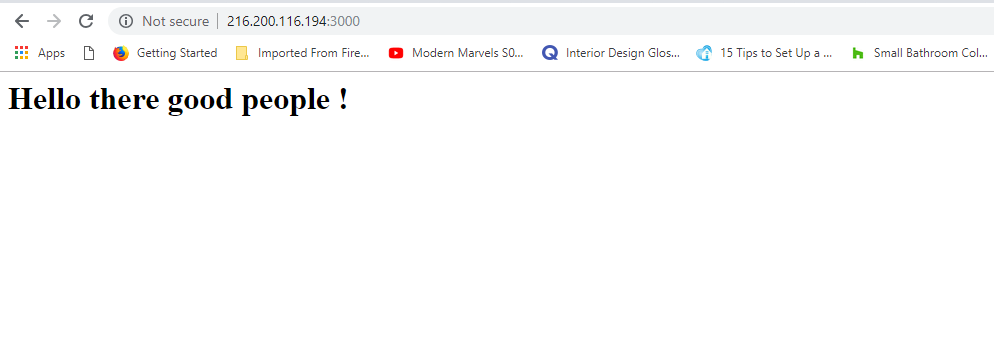 Not secure | 216.200.116.194:3000
Apps Getting Started Imported From Fire... Modern Marvels S0... Interior Design Glos... 15 Tips to Set Up a ... Small Bathroom Col...
Hello there good people !